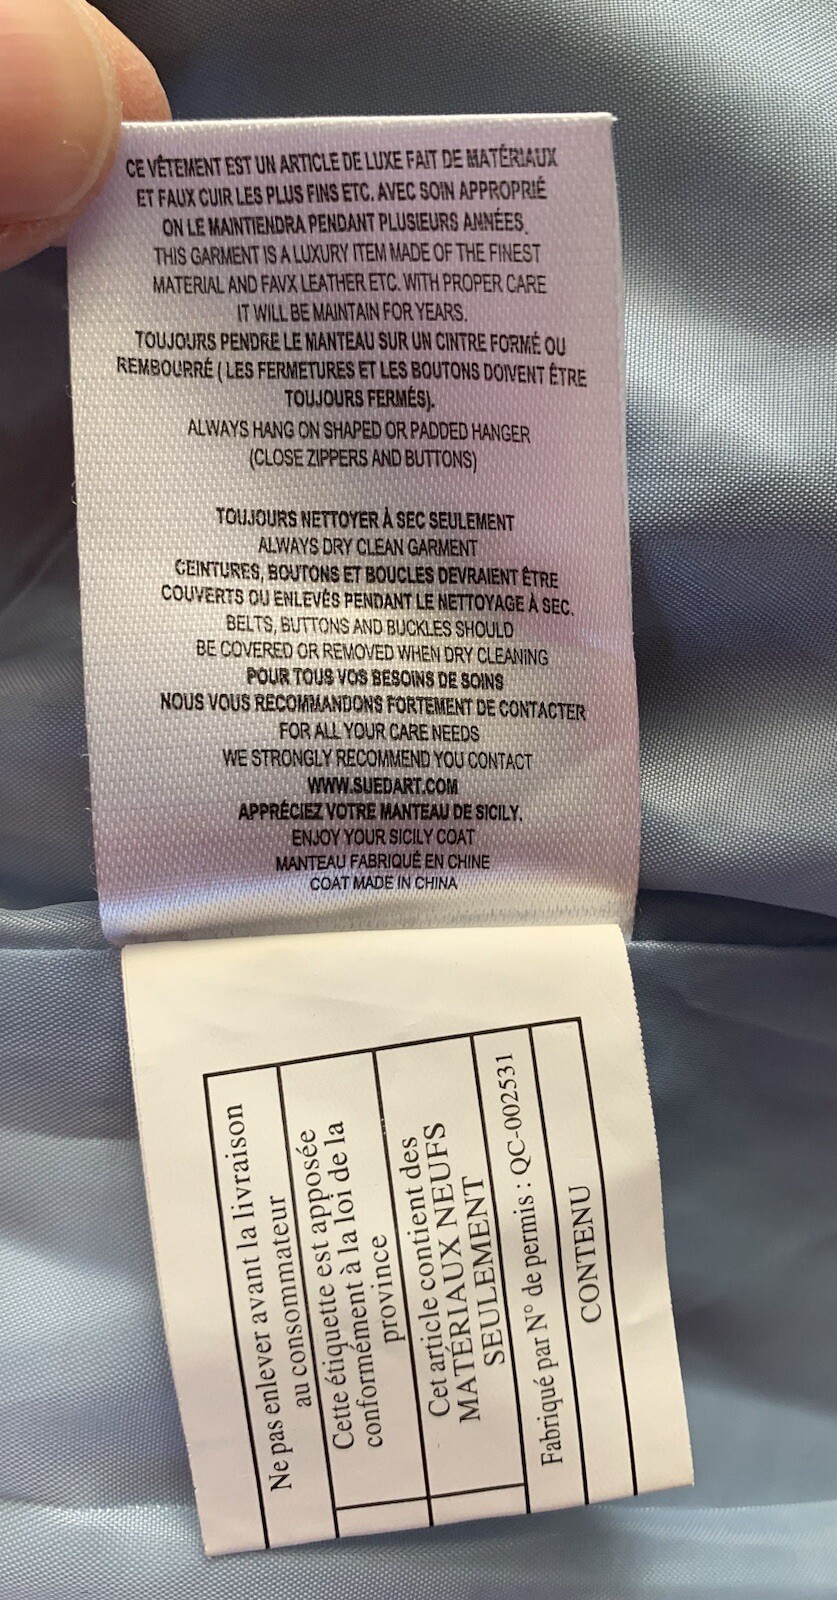 CE VÊTEMENT EST UN ARTICLE DE LUXE FAIT DE MATÉRIAUX
ET FAUX CUIR LES PLUS FINS ETC. AVEC SOIN APPROPRIÉ
ON LE MAINTIENDRA PENDANT PLUSIEURS ANNÉES.
THIS GARMENT IS A LUXURY ITEM MADE OF THE FINEST
MATERIAL AND FAVX LEATHER ETC. WITH PROPER CARE
IT WILL BE MAINTAIN FOR YEARS.
TOUJOURS PENDRE LE MANTEAU SUR UN CINTRE FORMÉ OU
REMBOURRÉ ( LES FERMETURES ET LES BOUTONS DOIVENT ÊTRE
TOUJOURS FERMÉS).
ALWAYS HANG ON SHAPED OR PADDED HANGER
(CLOSE ZIPPERS AND BUTTONS)
TOUJOURS NETTOYER À SEC SEULEMENT
ALWAYS DRY CLEAN GARMENT
CEINTURES, BOUTONS ET BOUCLES DEVRAIENT ÊTRE
COUVERTS OU ENLEVÉS PENDANT LE NETTOYAGE À SEC.
BELTS, BUTTONS AND BUCKLES SHOULD
BE COVERED OR REMOVED WHEN DRY CLEANING
POUR TOUS VOS BESOINS DE SOINS
NOUS VOUS RECOMMANDONS FORTEMENT DE CONTACTER
FOR ALL YOUR CARE NEEDS
WE STRONGLY RECOMMEND YOU CONTACT
WWW.SUEDART.COM
APPRÉCIEZ VOTRE MANTEAU DE SICILY.
ENJOY YOUR SICILY COAT
MANTEAU FABRIQUÉ EN CHINE
COAT MADE IN CHINA
Ne pas enlever avant la livraison
au consommateur
Cette étiquette est apposée
conformément à la loi de la
province
Cet article contient des
MATÉRIAUX NEUFS
SEULEMENT
Fabriqué par N° de permis : QC-002531
CONTENU